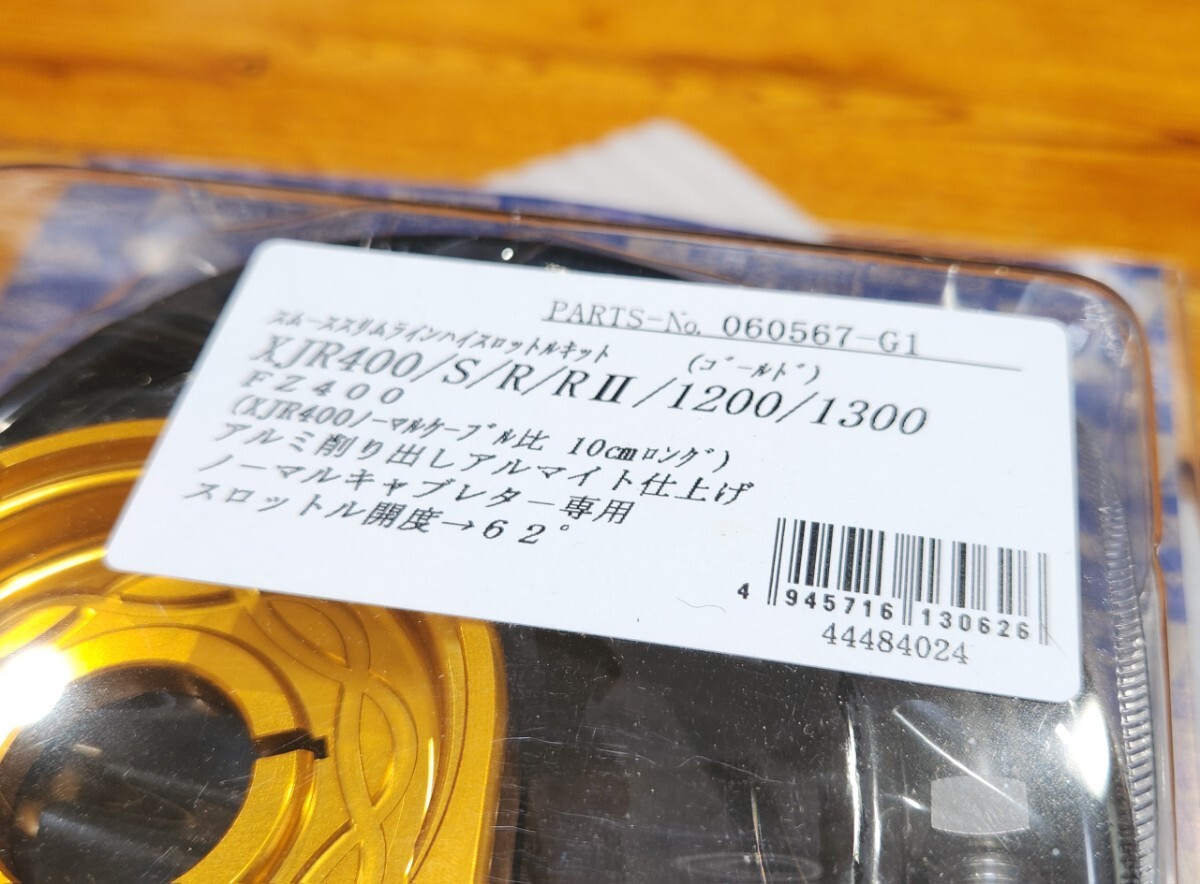 PARTS-No. 060567-G1
スムーススリムラインハイスロットルキット (ゴールド)
XJR400/S/R/RⅡ/1200/1300
FZ400
(XJR400ノーマルケーブル比 10cmロング)
アルミ削り出しアルマイト仕上げ
ノーマルキャブレター専用
スロットル開度→62°
4 945716 130626
44484024